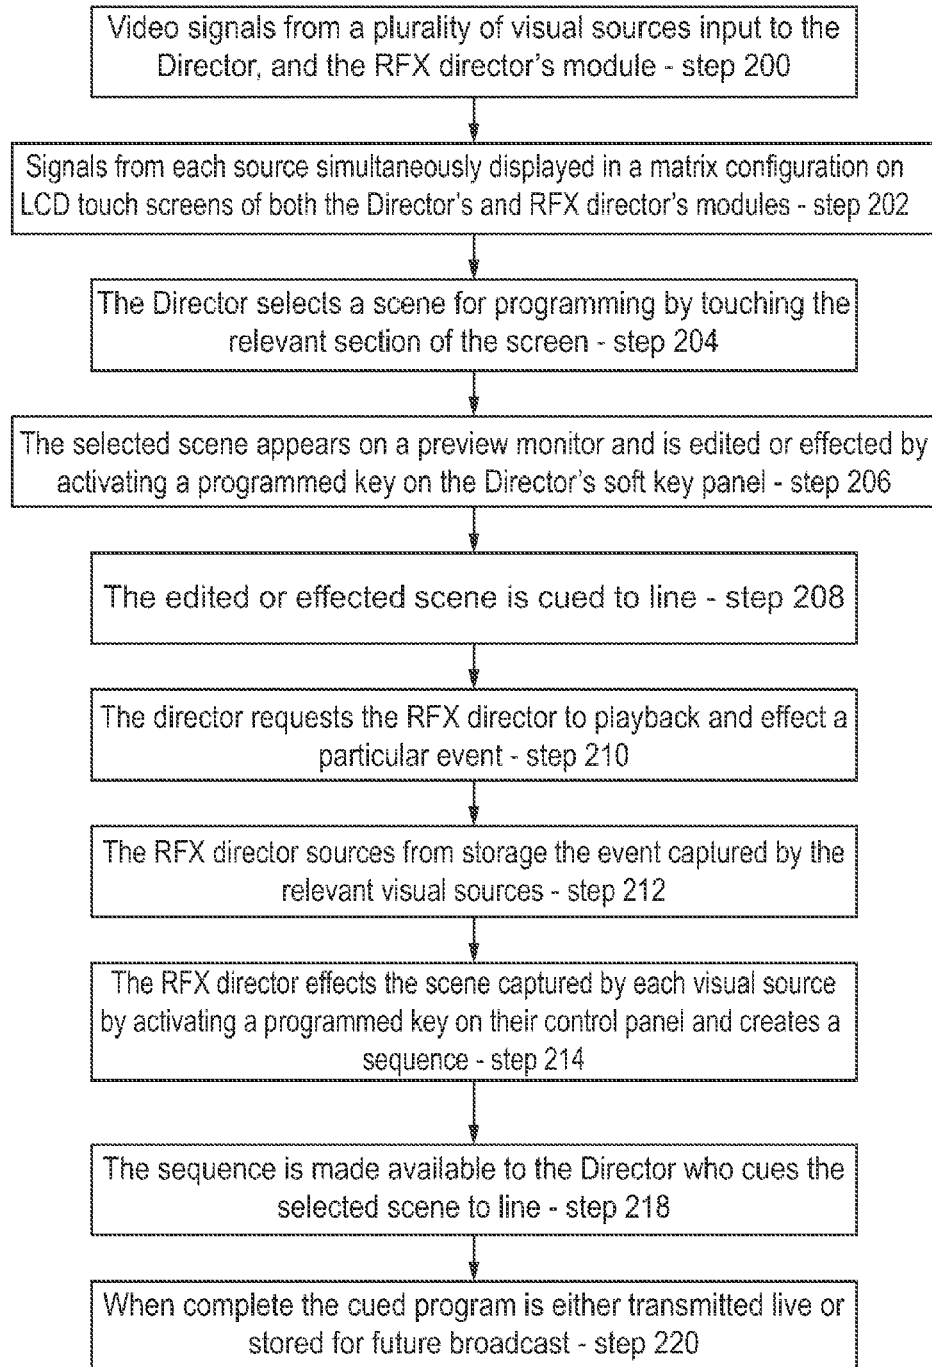 Video signals from a plurality of visual sources input to the
Director, and the RFX director's module - step 200
Signals from each source simultaneously displayed in a matrix configuration on
LCD touch screens of both the Director's and RFX director's modules - step 202
The Director selects a scene for programming by touching the
relevant section of the screen - step 204
The selected scene appears on a preview monitor and is edited or effected by
activating a programmed key on the Director's soft key panel - step 206
The edited or effected scene is cued to line - step 208
The director requests the RFX director to playback and effect a
particular event - step 210
The RFX director sources from storage the event captured by the
relevant visual sources - step 212
The RFX director effects the scene captured by each visual source
by activating a programmed key on their control panel and creates a
sequence - step 214
The sequence is made available to the Director who cues the
selected scene to line - step 218
When complete the cued program is either transmitted live or
stored for future broadcast - step 220